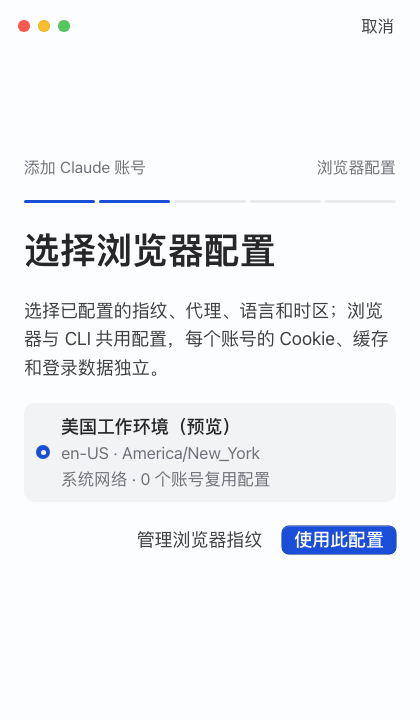 取消
添加 Claude 账号
浏览器配置
选择浏览器配置
选择已配置的指纹、代理、语言和时区；浏览
器与 CLI 共用配置，每个账号的 Cookie、缓存
和登录数据独立。
美国工作环境（预览）
en-US · America/New_York
系统网络 · 0 个账号复用配置
管理浏览器指纹
使用此配置